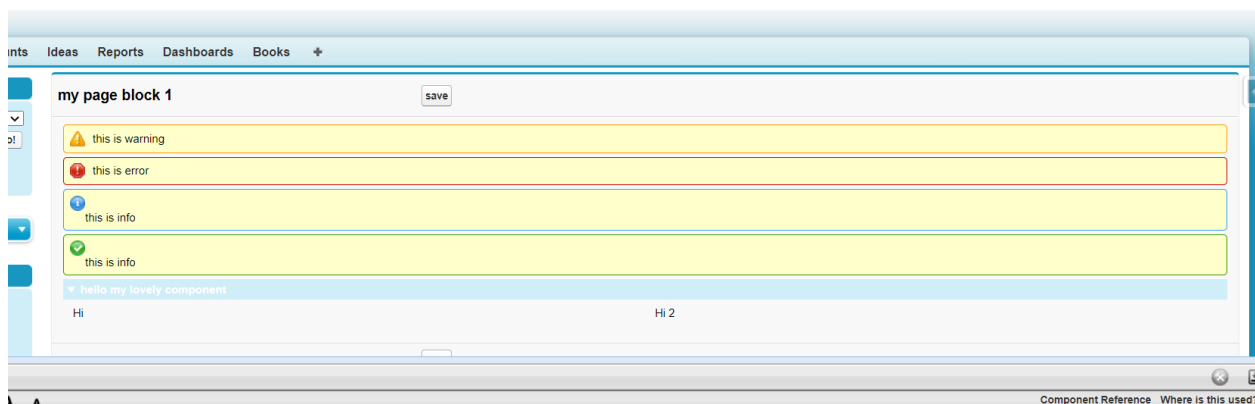 Ideas Reports Dashboards Books
my page block 1 save
this is warning
this is error
this is info
this is info
hello my lovely component
Hi Hi 2
Component Reference Where is this used?